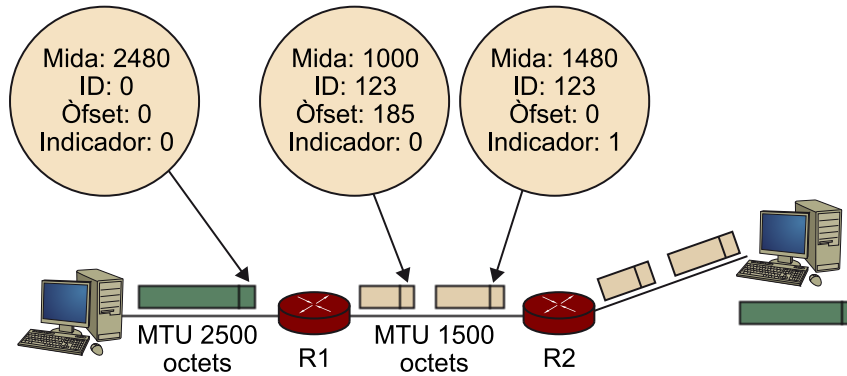 Mida: 2480
ID: 0
Òfset: 0
Indicador: 0
Mida: 1000
ID: 123
Òfset: 185
Indicador: 0
Mida: 1480
ID: 123
Òfset: 0
Indicador: 1
MTU 2500
octets
R1
MTU 1500
octets
R2